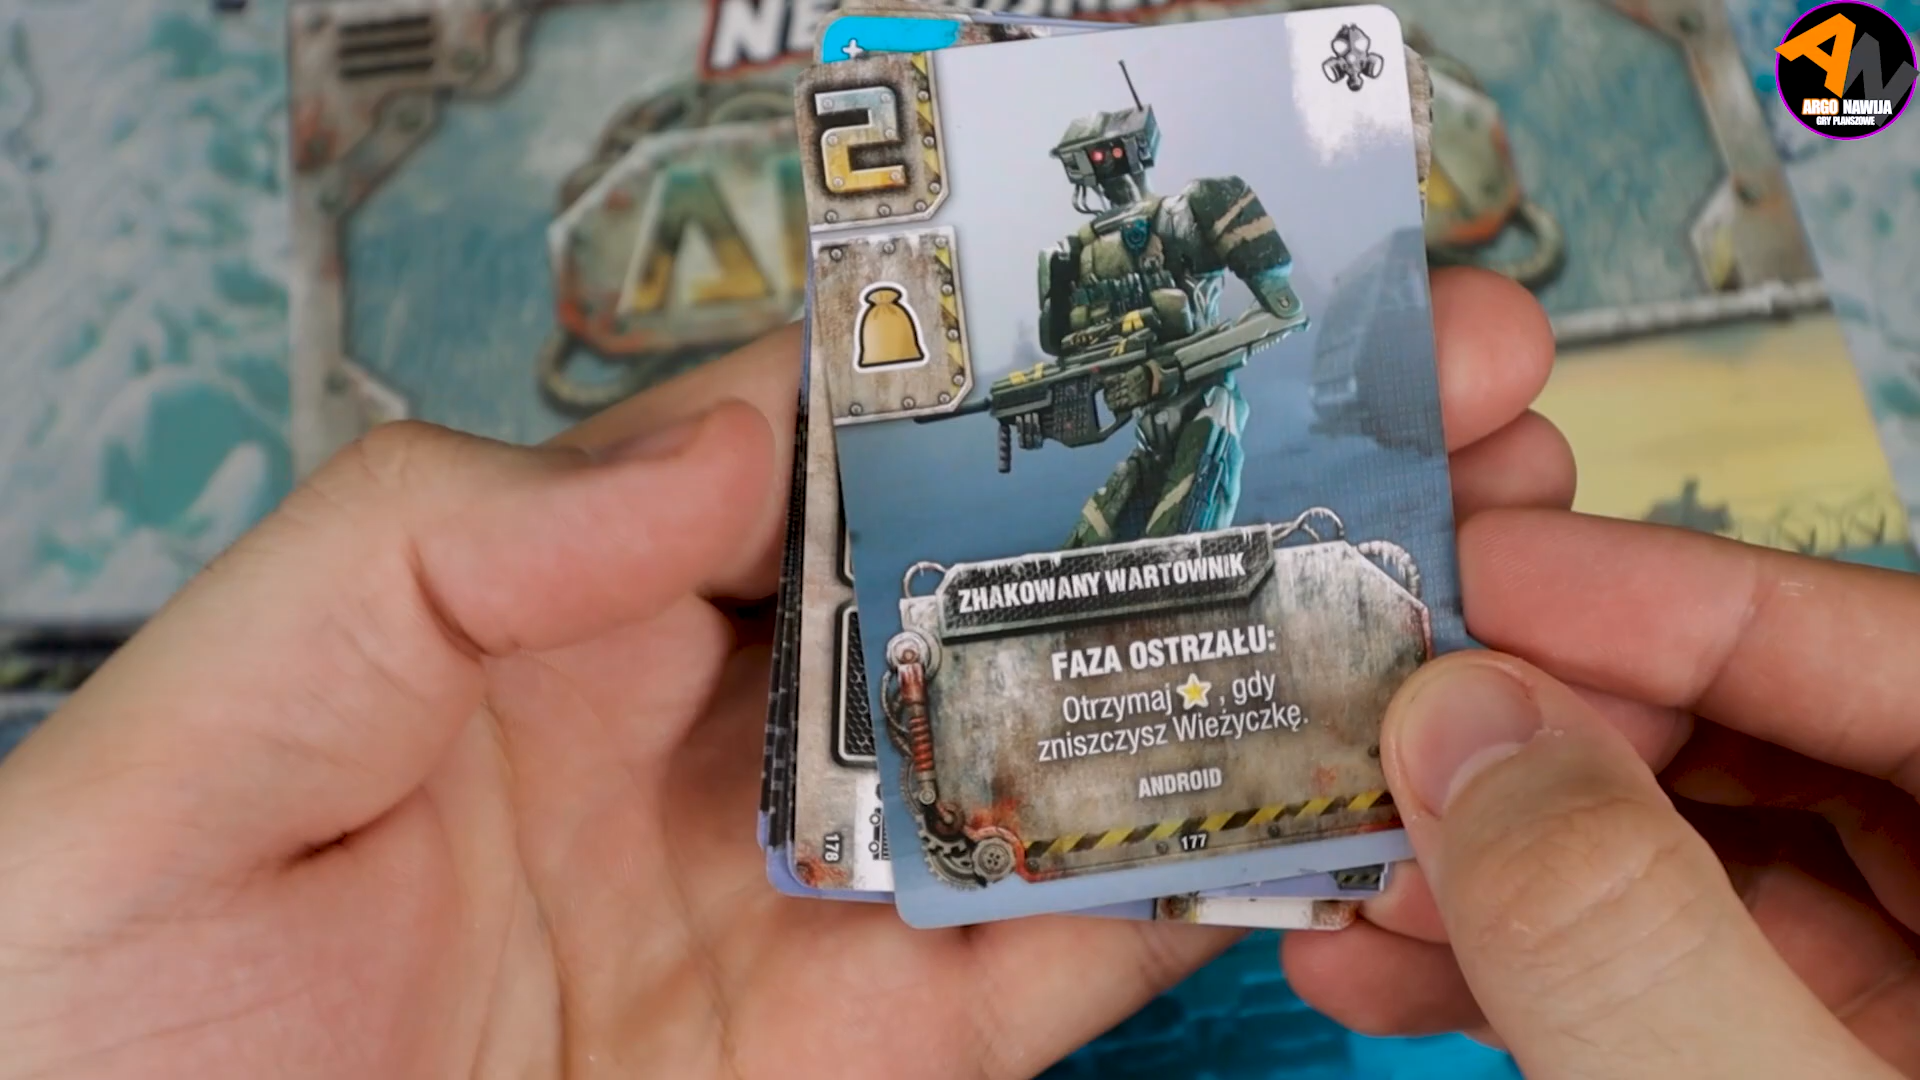 2
ZHAKOWANY WARTOWNIK
FAZA OSTRZAŁU:
Otrzymaj , gdy
zniszczysz Wieżyczkę.
ANDROID
177
178
ARGO NAWIJA
GRY PLANSZOWE